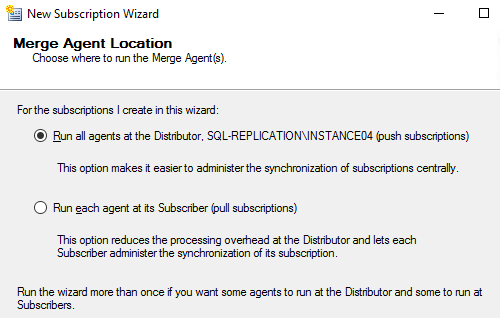 New Subscription Wizard
Merge Agent Location
Choose where to run the Merge Agent(s).
For the subscriptions I create in this wizard:
Run all agents at the Distributor, SQL-REPLICATION\INSTANCE04 (push subscriptions)
This option makes it easier to administer the synchronization of subscriptions centrally.
Run each agent at its Subscriber (pull subscriptions)
This option reduces the processing overhead at the Distributor and lets each
Subscriber administer the synchronization of its subscription.
Run the wizard more than once if you want some agents to run at the Distributor and some to run at
Subscribers.